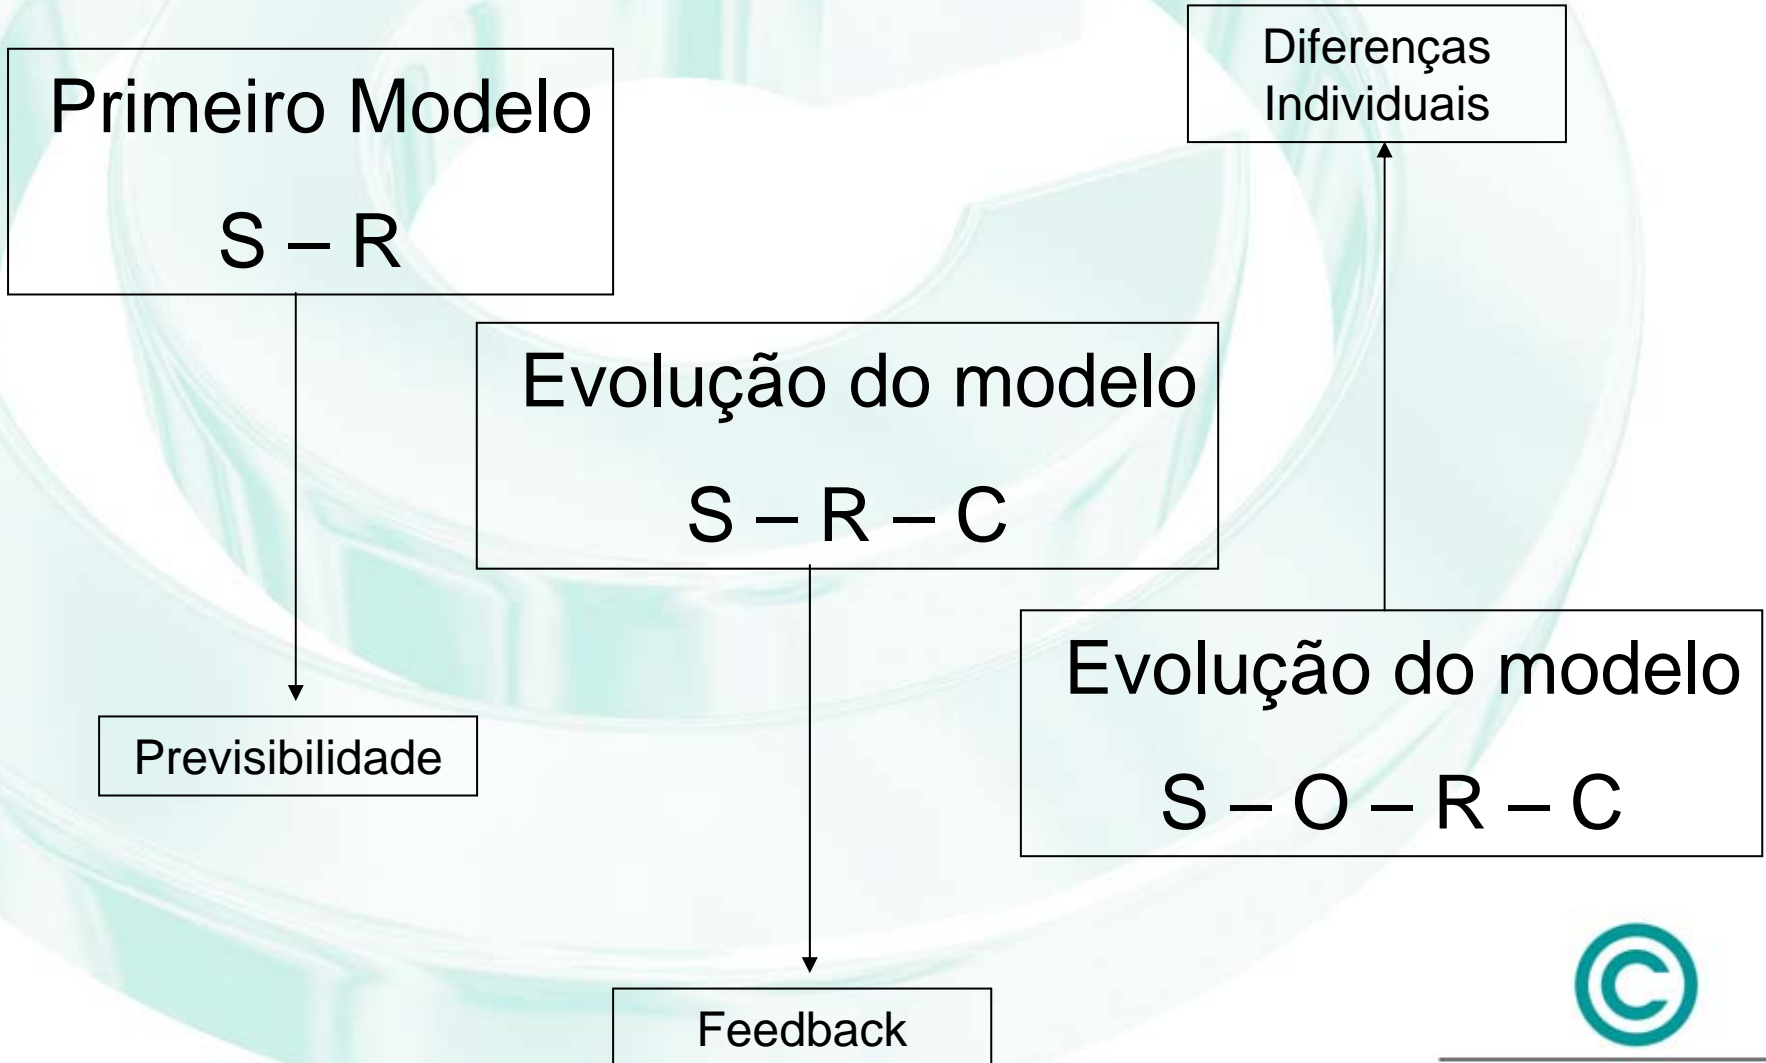 Primeiro Modelo
S – R
Diferenças
Individuais
Evolução do modelo
S – R – C
Evolução do modelo
S – O – R – C
Previsibilidade
Feedback
©